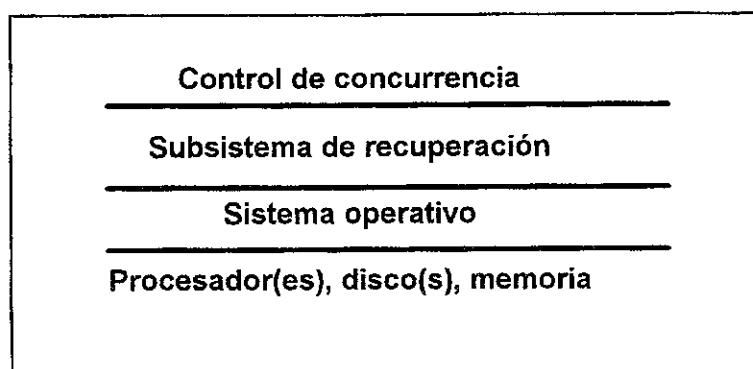 Control de concurrencia
Subsistema de recuperación
Sistema operativo
Procesador(es), disco(s), memoria